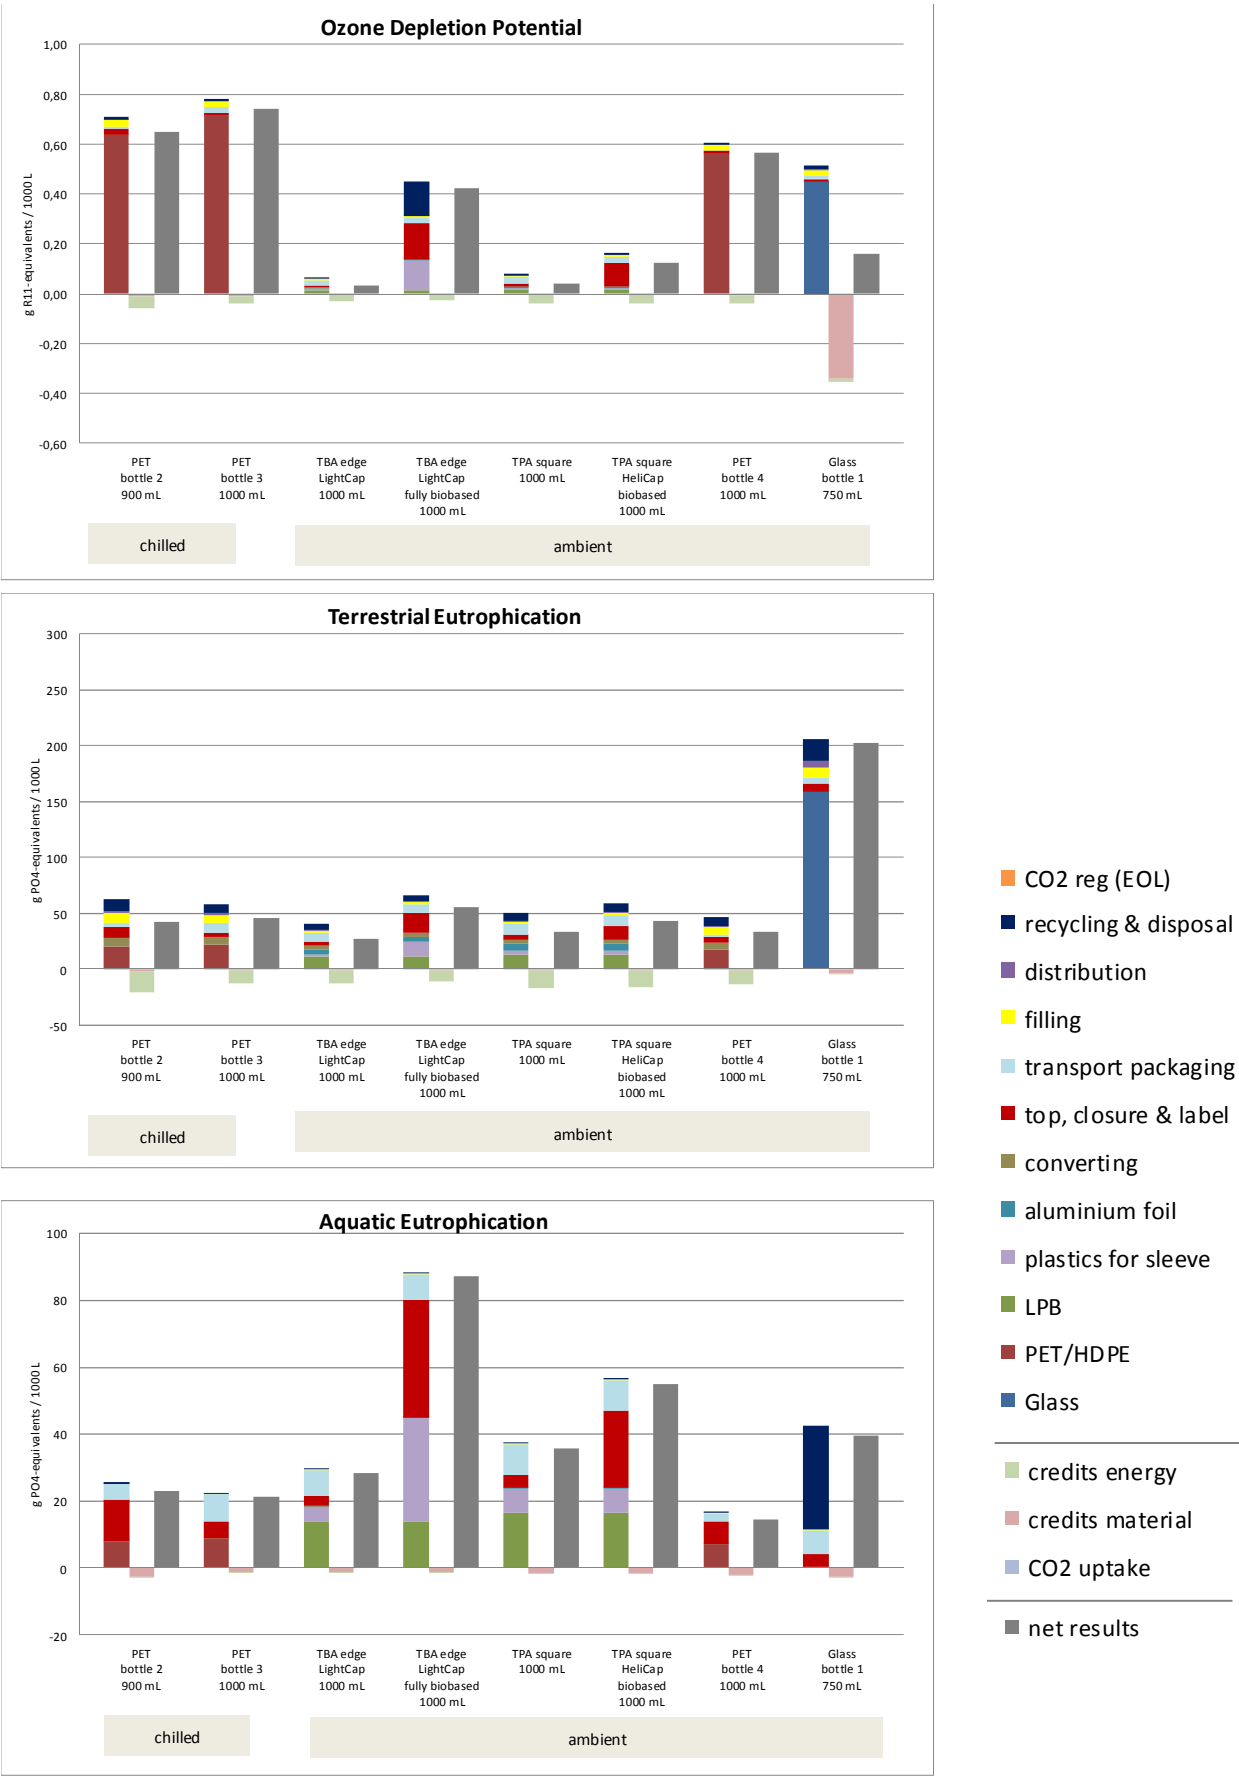 Ozone Depletion Potential
g R11-equivalents / 1000 L
1,00
0,80
0,60
0,40
0,20
0,00
-0,20
-0,40
-0,60
PET bottle 2 900 mL
PET bottle 3 1000 mL
TBA edge LightCap 1000 mL
TBA edge LightCap fully biobased 1000 mL
TPA square 1000 mL
TPA square HeliCap biobased 1000 mL
PET bottle 4 1000 mL
Glass bottle 1 750 mL
chilled
ambient
Terrestrial Eutrophication
g PO4-equivalents / 1000 L
300
250
200
150
100
50
0
-50
PET bottle 2 900 mL
PET bottle 3 1000 mL
TBA edge LightCap 1000 mL
TBA edge LightCap fully biobased 1000 mL
TPA square 1000 mL
TPA square HeliCap biobased 1000 mL
PET bottle 4 1000 mL
Glass bottle 1 750 mL
chilled
ambient
Aquatic Eutrophication
g PO4-equivalents / 1000 L
100
80
60
40
20
0
-20
PET bottle 2 900 mL
PET bottle 3 1000 mL
TBA edge LightCap 1000 mL
TBA edge LightCap fully biobased 1000 mL
TPA square 1000 mL
TPA square HeliCap biobased 1000 mL
PET bottle 4 1000 mL
Glass bottle 1 750 mL
chilled
ambient
CO2 reg (EOL)
recycling & disposal
distribution
filling
transport packaging
top, closure & label
converting
aluminium foil
plastics for sleeve
LPB
PET/HDPE
Glass
credits energy
credits material
CO2 uptake
net results